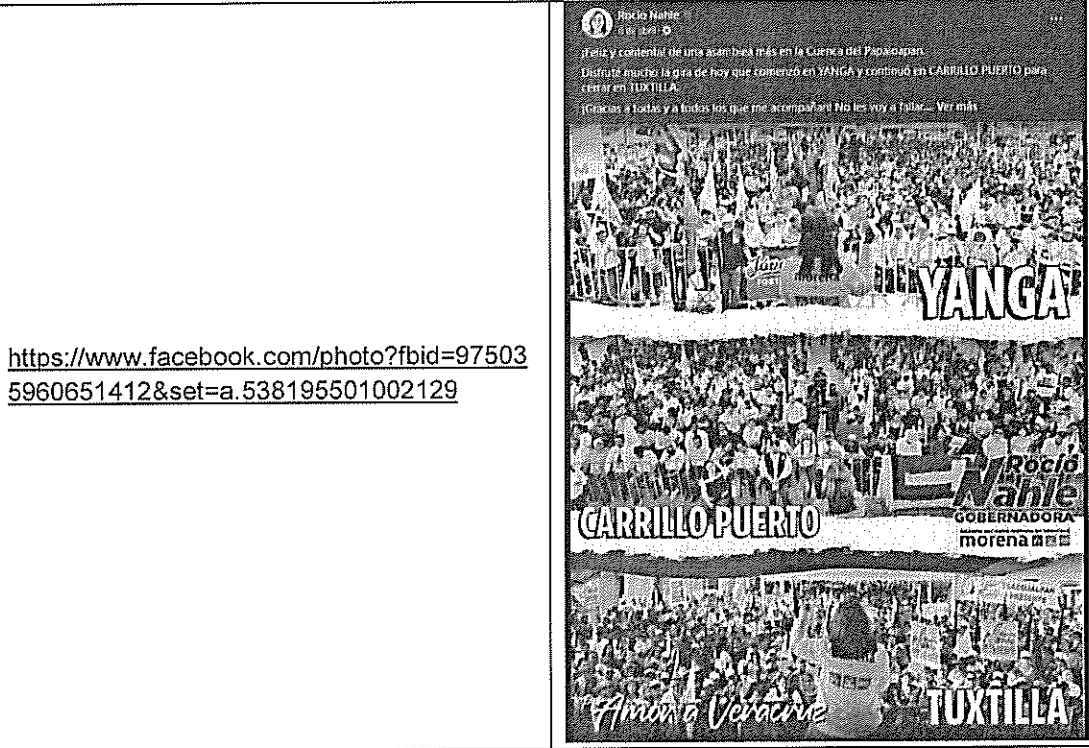 https://www.facebook.com/photo?fbid=97503
5960651412&set=a.538195501002129
Rocío Nahle
de abril
¡Feliz y contenta! de una asamblea más en la Cuenca del Papaloapan.
Disfruté mucho la gira de hoy que comenzó en YANGA y continuó en CARRILLO PUERTO para
cerrar en TUXTILLA.
¡Gracias a todas y a todos los que me acompañan! No les voy a fallar... Ver más
morena
YANGA
CARRILLO PUERTO
Rocío
Nahle
GOBERNADORA
morena
Amor a Veracruz
TUXTILLA